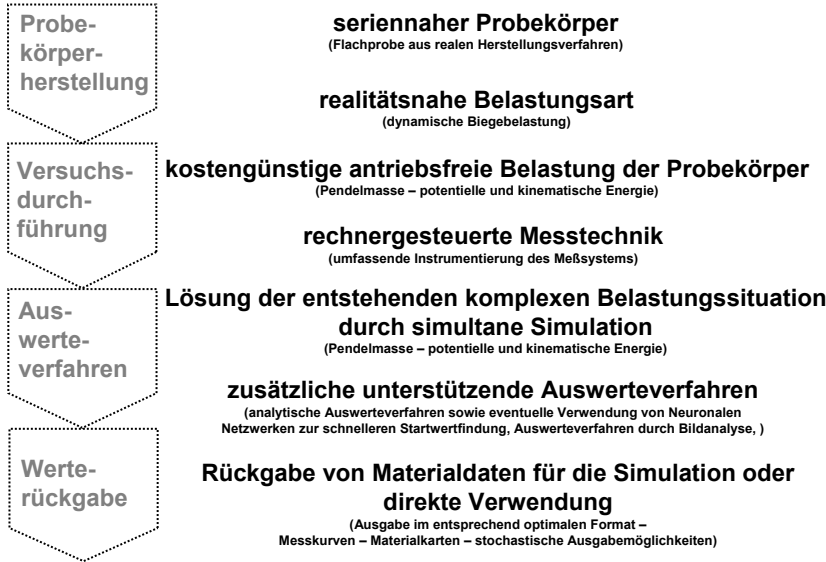 Probe-
körper-
herstellung
seriennaher Probekörper
(Flachprobe aus realen Herstellungsverfahren)
realitätsnahe Belastungsart
(dynamische Biegebelastung)
Versuchs-
durch-
führung
kostengünstige antriebsfreie Belastung der Probekörper
(Pendelmasse – potentielle und kinematische Energie)
rechnergesteuerte Messtechnik
(umfassende Instrumentierung des Meßsystems)
Aus-
werte-
verfahren
Lösung der entstehenden komplexen Belastungssituation
durch simultane Simulation
(Pendelmasse – potentielle und kinematische Energie)
zusätzliche unterstützende Auswerteverfahren
(analytische Auswerteverfahren sowie eventuelle Verwendung von Neuronalen
Netzwerken zur schnelleren Startwertfindung, Auswerteverfahren durch Bildanalyse, )
Werte-
rückgabe
Rückgabe von Materialdaten für die Simulation oder
direkte Verwendung
(Ausgabe im entsprechend optimalen Format –
Messkurven – Materialkarten – stochastische Ausgabemöglichkeiten)